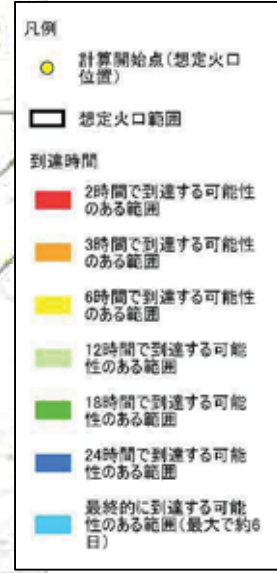 凡例
計算開始点(想定火口
位置)
想定火口範囲
到達時間
2時間で到達する可能性
のある範囲
3時間で到達する可能性
のある範囲
6時間で到達する可能性
のある範囲
12時間で到達する可能
性のある範囲
18時間で到達する可能
性のある範囲
24時間で到達する可能
性のある範囲
最終的に到達する可能
性のある範囲(最大で約6
日)